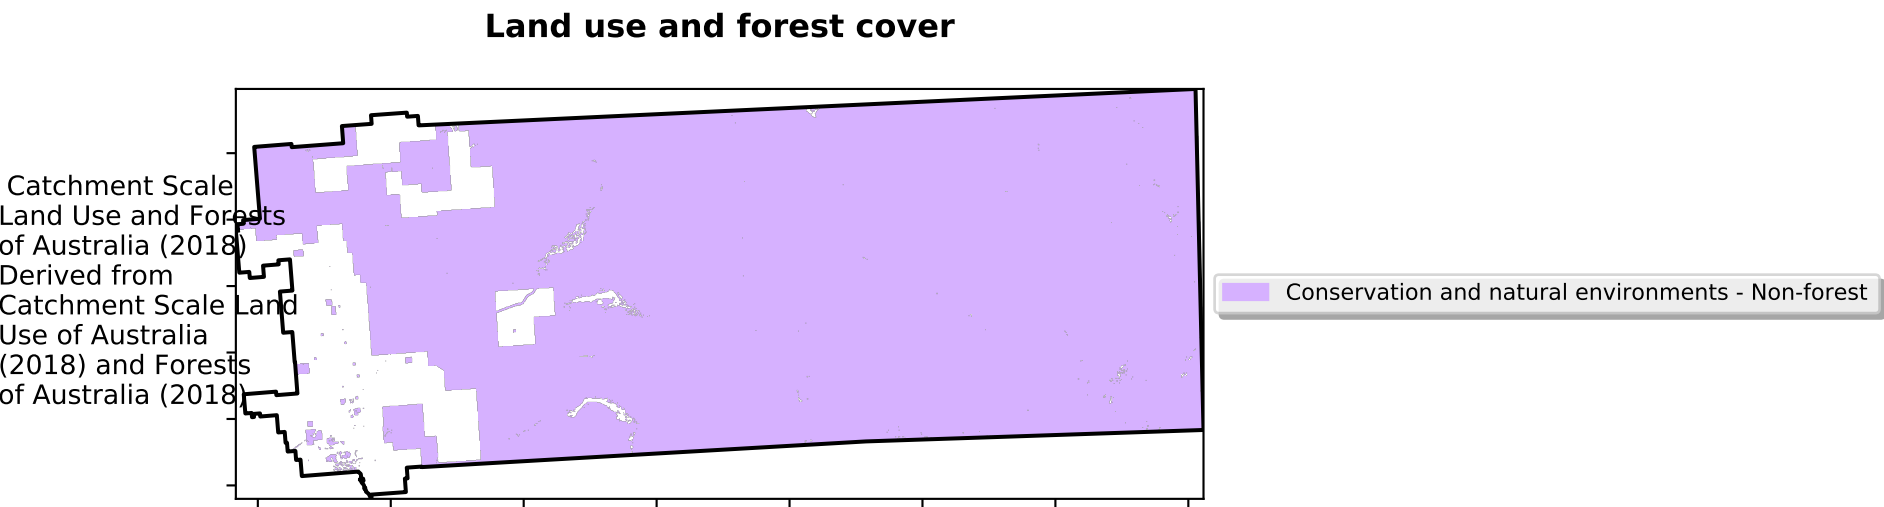 Land use and forest cover
Catchment Scale
Land Use and Forests
of Australia (2018)
Derived from
Catchment Scale Land
Use of Australia
(2018) and Forests
of Australia (2018)
Conservation and natural environments - Non-forest